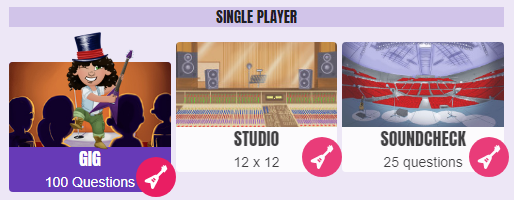 SINGLE PLAYER
GIG
100 Questions
STUDIO
12 x 12
SOUNDCHECK
25 questions